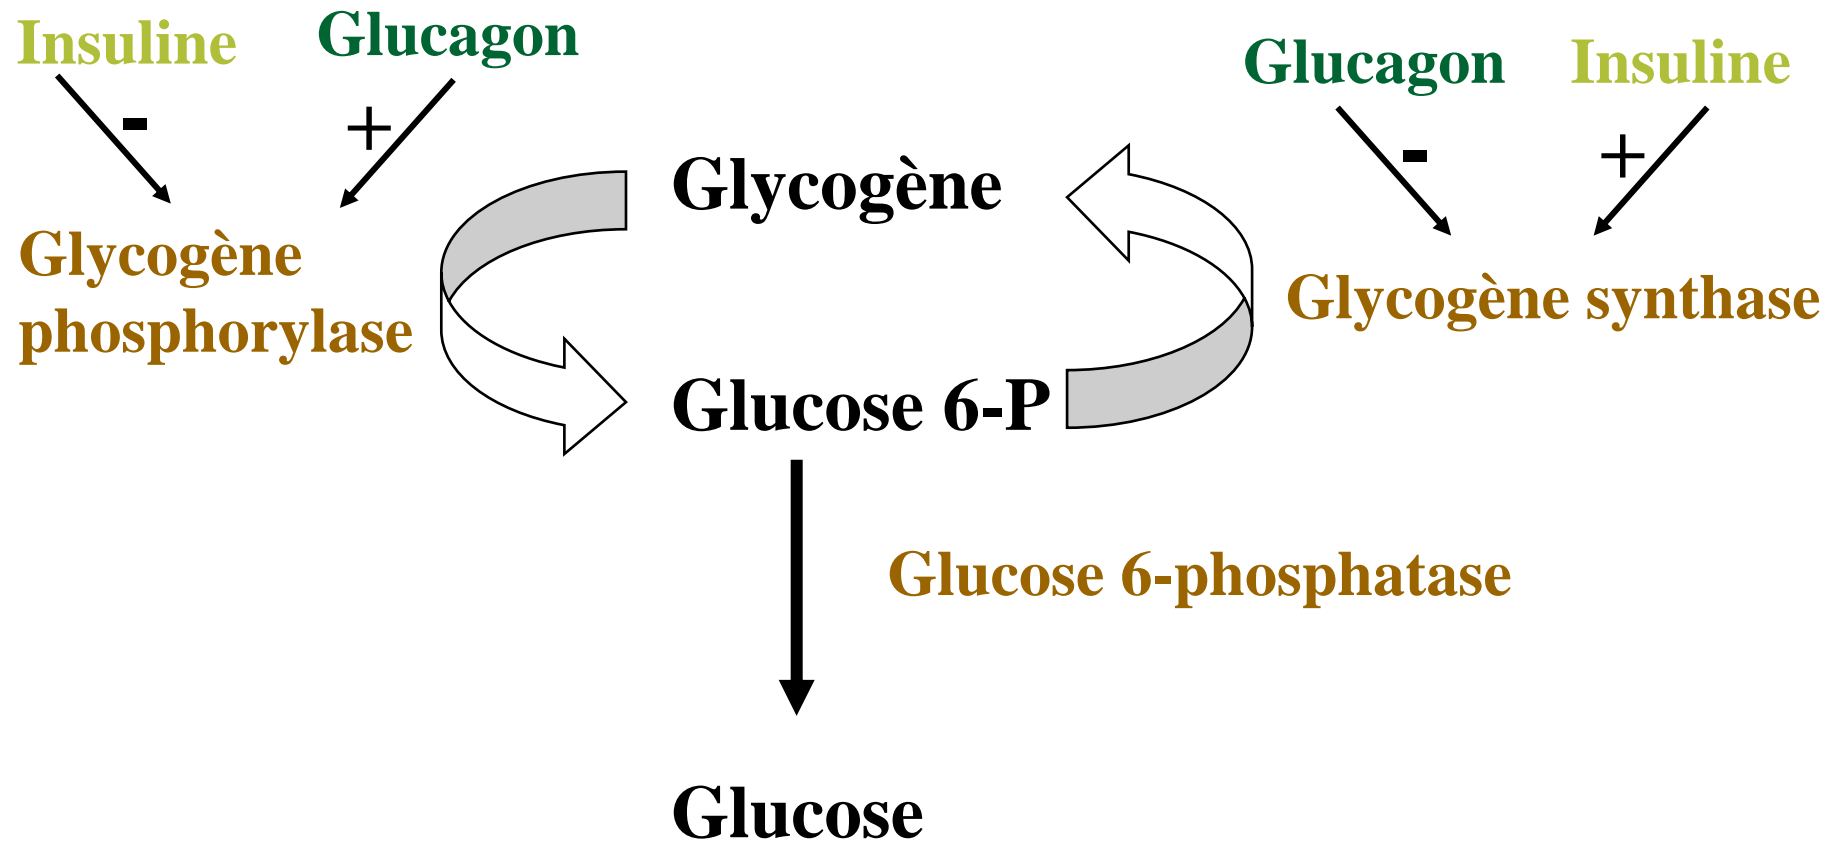 Insuline
Glucagon
Glucagon
Insuline
-
+
-
+
Glycogène
Glycogène
phosphorylase
Glycogène synthase
Glucose 6-P
Glucose 6-phosphatase
Glucose